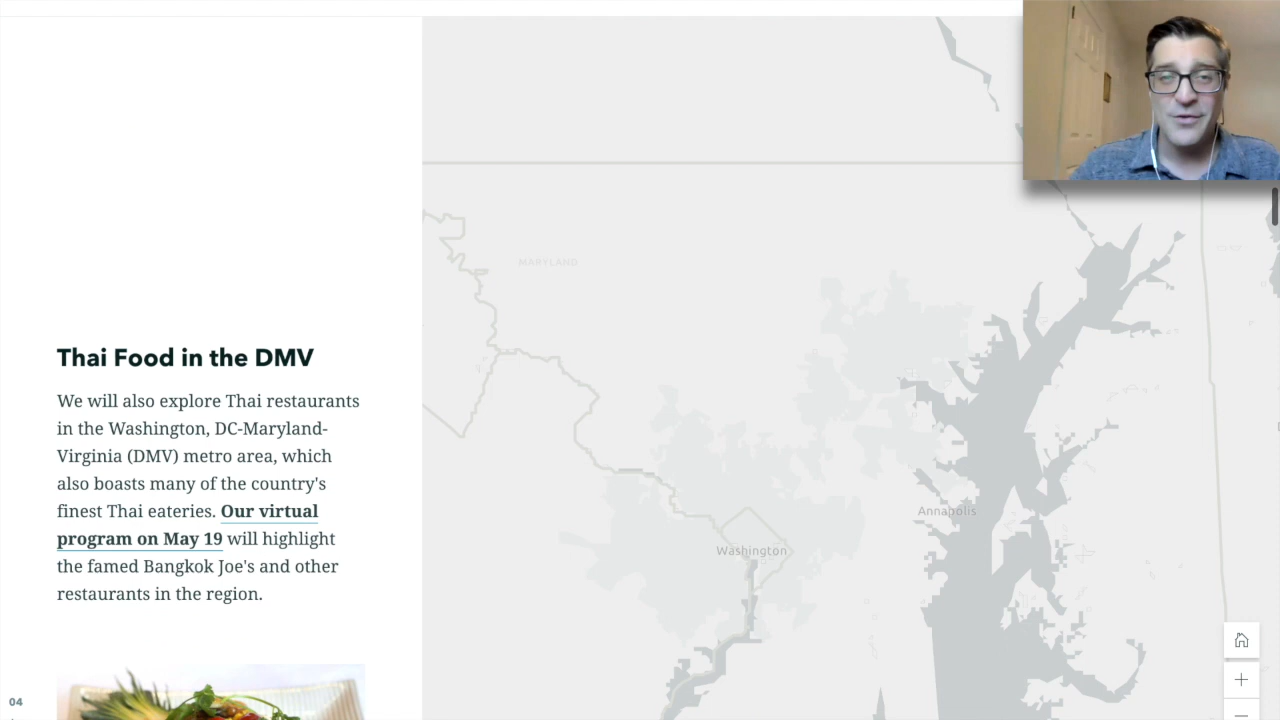 Thai Food in the DMV
We will also explore Thai restaurants
in the Washington, DC-Maryland-
Virginia (DMV) metro area, which
also boasts many of the country's
finest Thai eateries. Our virtual
program on May 19 will highlight
the famed Bangkok Joe's and other
restaurants in the region.
04
MARYLAND
Annapolis
Washington